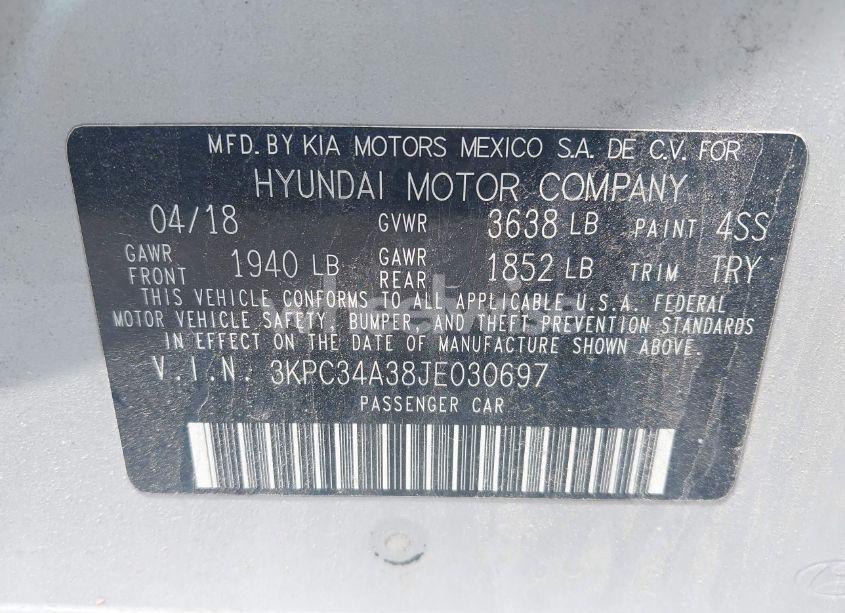 MFD. BY KIA MOTORS MEXICO S.A. DE C.V. FOR
HYUNDAI MOTOR COMPANY
04/18 GVWR 3638 LB PAINT 4SS
GAWR FRONT 1940 LB GAWR REAR 1852 LB TRIM TRY
THIS VEHICLE CONFORMS TO ALL APPLICABLE U.S.A. FEDERAL
MOTOR VEHICLE SAFETY, BUMPER, AND THEFT PREVENTION STANDARDS
IN EFFECT ON THE DATE OF MANUFACTURE SHOWN ABOVE.
V.I.N. 3KPC34A38JE030697
PASSENGER CAR